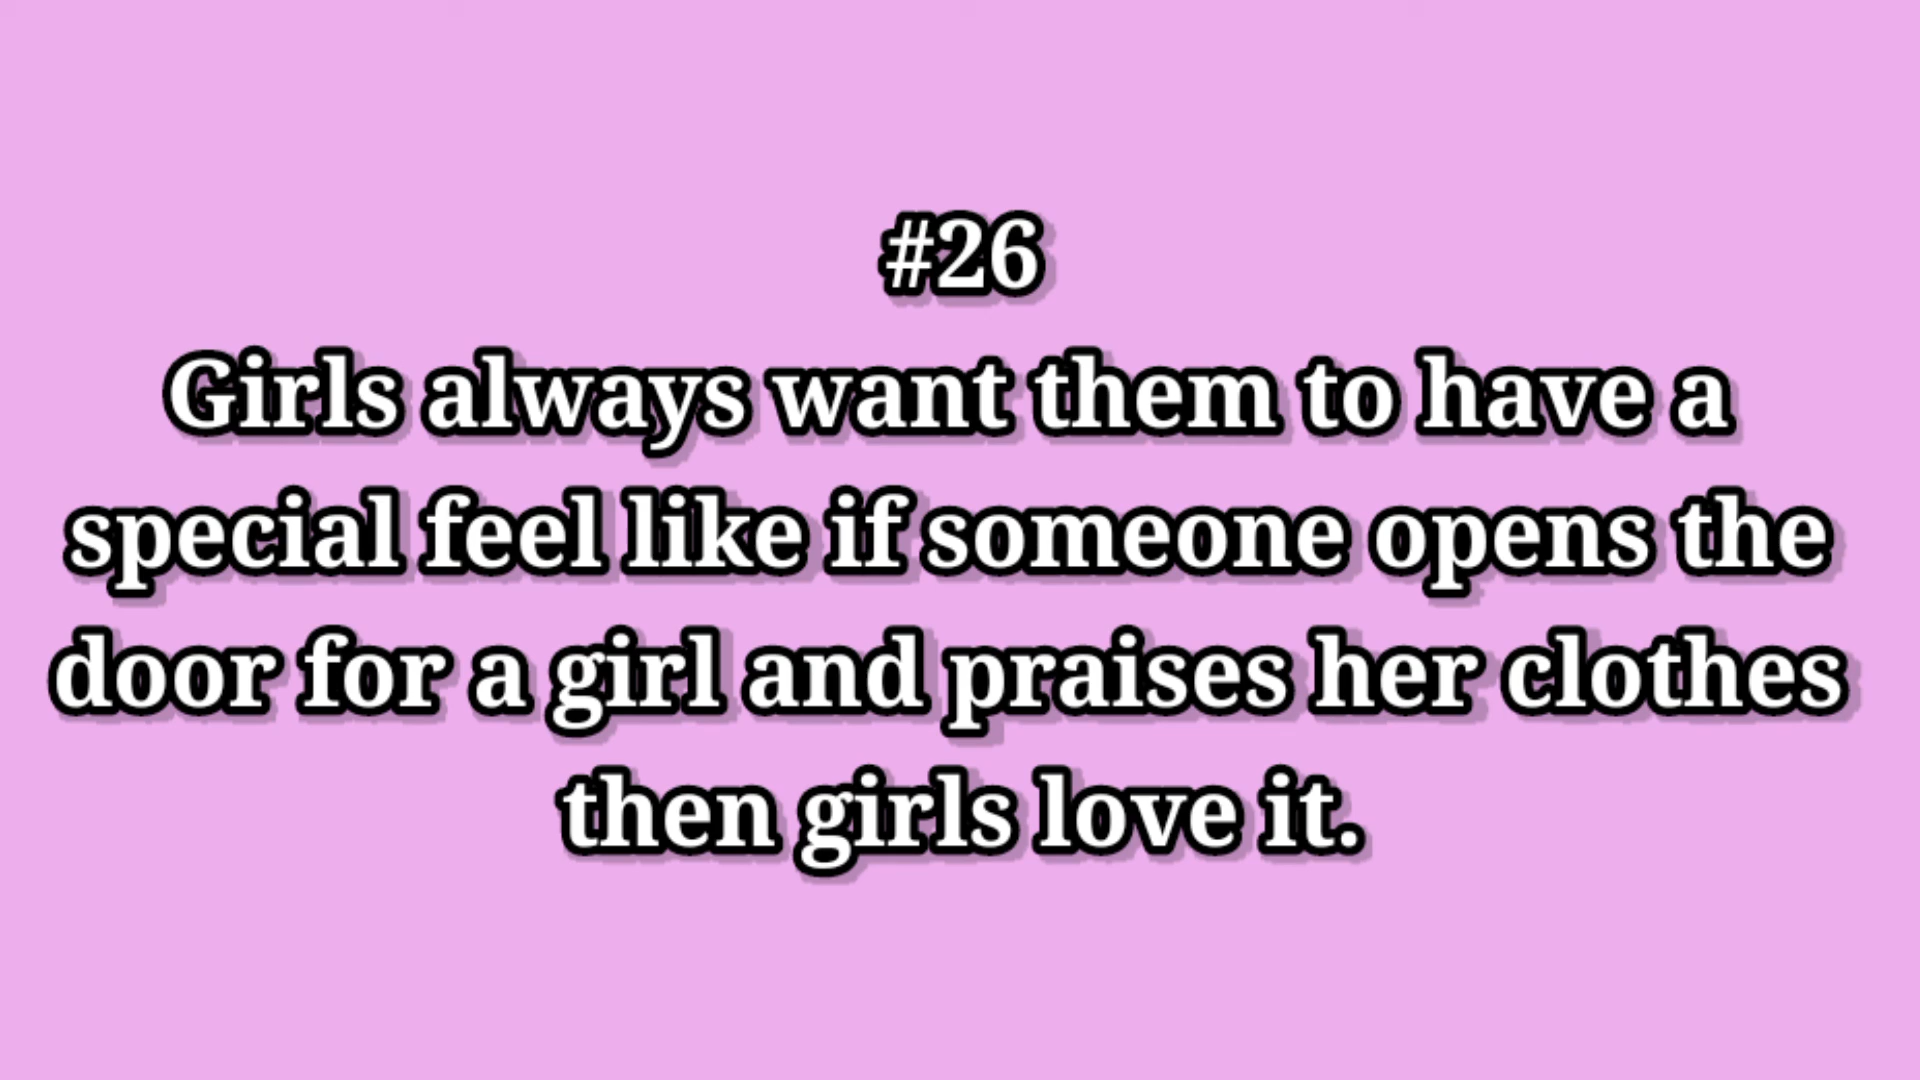 #26
Girls always want them to have a
special feel like if someone opens the
door for a girl and praises her clothes
then girls love it.